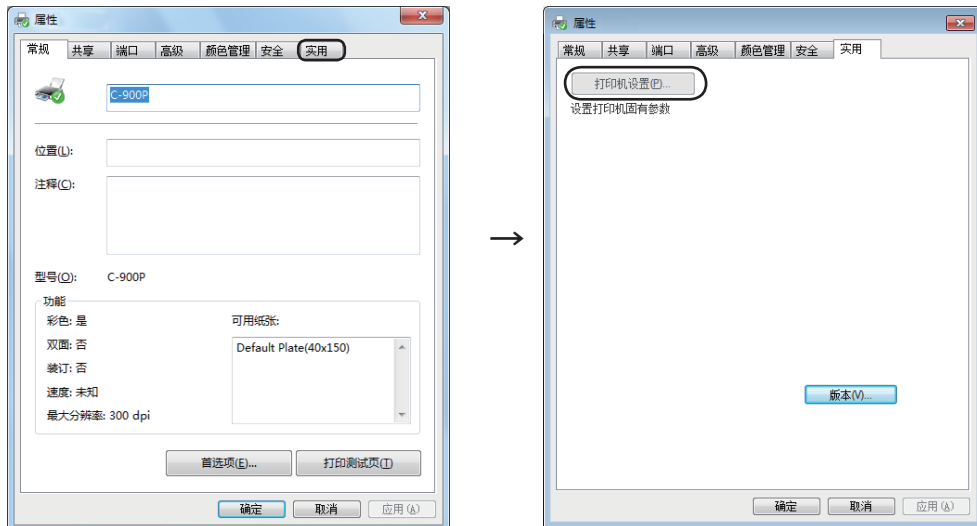 属性
常规 共享 端口 高级 颜色管理 安全 实用
C-900P
位置(L):
注释(C):
型号(O): C-900P
功能
彩色: 是
可用纸张:
双面: 否
Default Plate(40x150)
装订: 否
速度: 未知
最大分辨率: 300 dpi
首选项(E)... 打印测试页(T)
确定 取消 应用(A)
→
属性
常规 共享 端口 高级 颜色管理 安全 实用
打印机设置(P)...
设置打印机固有参数
版本(V)...
确定 取消 应用(A)